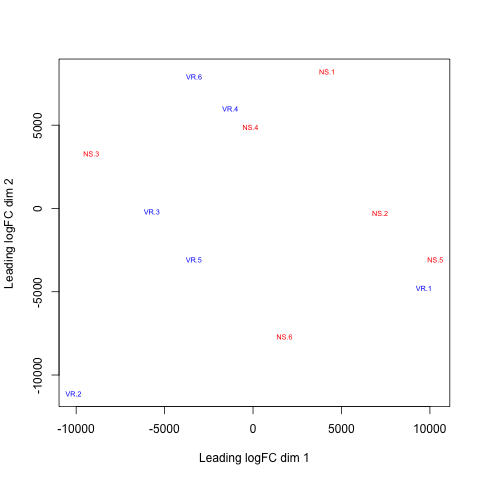 VR.6
NS.1
VR.4
NS.4
NS.3
VR.3
NS.2
VR.5
NS.5
VR.1
NS.6
VR.2
5000
0
-5000
-10000
Leading logFC dim 2
-10000 -5000 0 5000 10000
Leading logFC dim 1